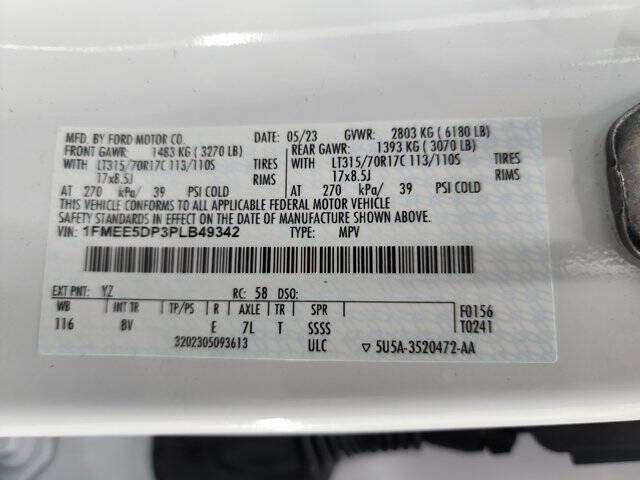 MFD. BY FORD MOTOR CO. DATE: 05/23 GVWR: 2803 KG ( 6180 LB)
FRONT GAWR: 1483 KG ( 3270 LB) REAR GAWR: 1393 KG ( 3070 LB)
WITH LT315/70R17C 113/110S TIRES WITH LT315/70R17C 113/110S TIRES
17x8.5J RIMS 17x8.5J RIMS
AT 270 kPa/ 39 PSI COLD AT 270 kPa/ 39 PSI COLD
THIS VEHICLE CONFORMS TO ALL APPLICABLE FEDERAL MOTOR VEHICLE
SAFETY STANDARDS IN EFFECT ON THE DATE OF MANUFACTURE SHOWN ABOVE.
VIN: 1FMEE5DP3PLB49342 TYPE: MPV
EXT PNT: YZ RC: 58 DSO:
WB INT TR TP/PS R AXLE TR SPR F0156
116 BV E 7L T SSSS T0241
3202305093613 ULC ▽ 5U5A-3520472-AA